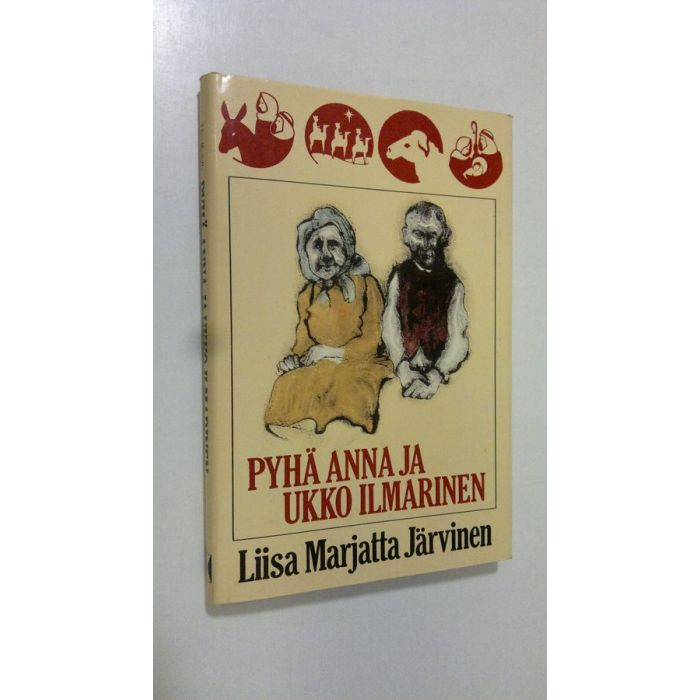 PYHÄ ANNA JA
UKKO ILMARINEN
Liisa Marjatta Järvinen